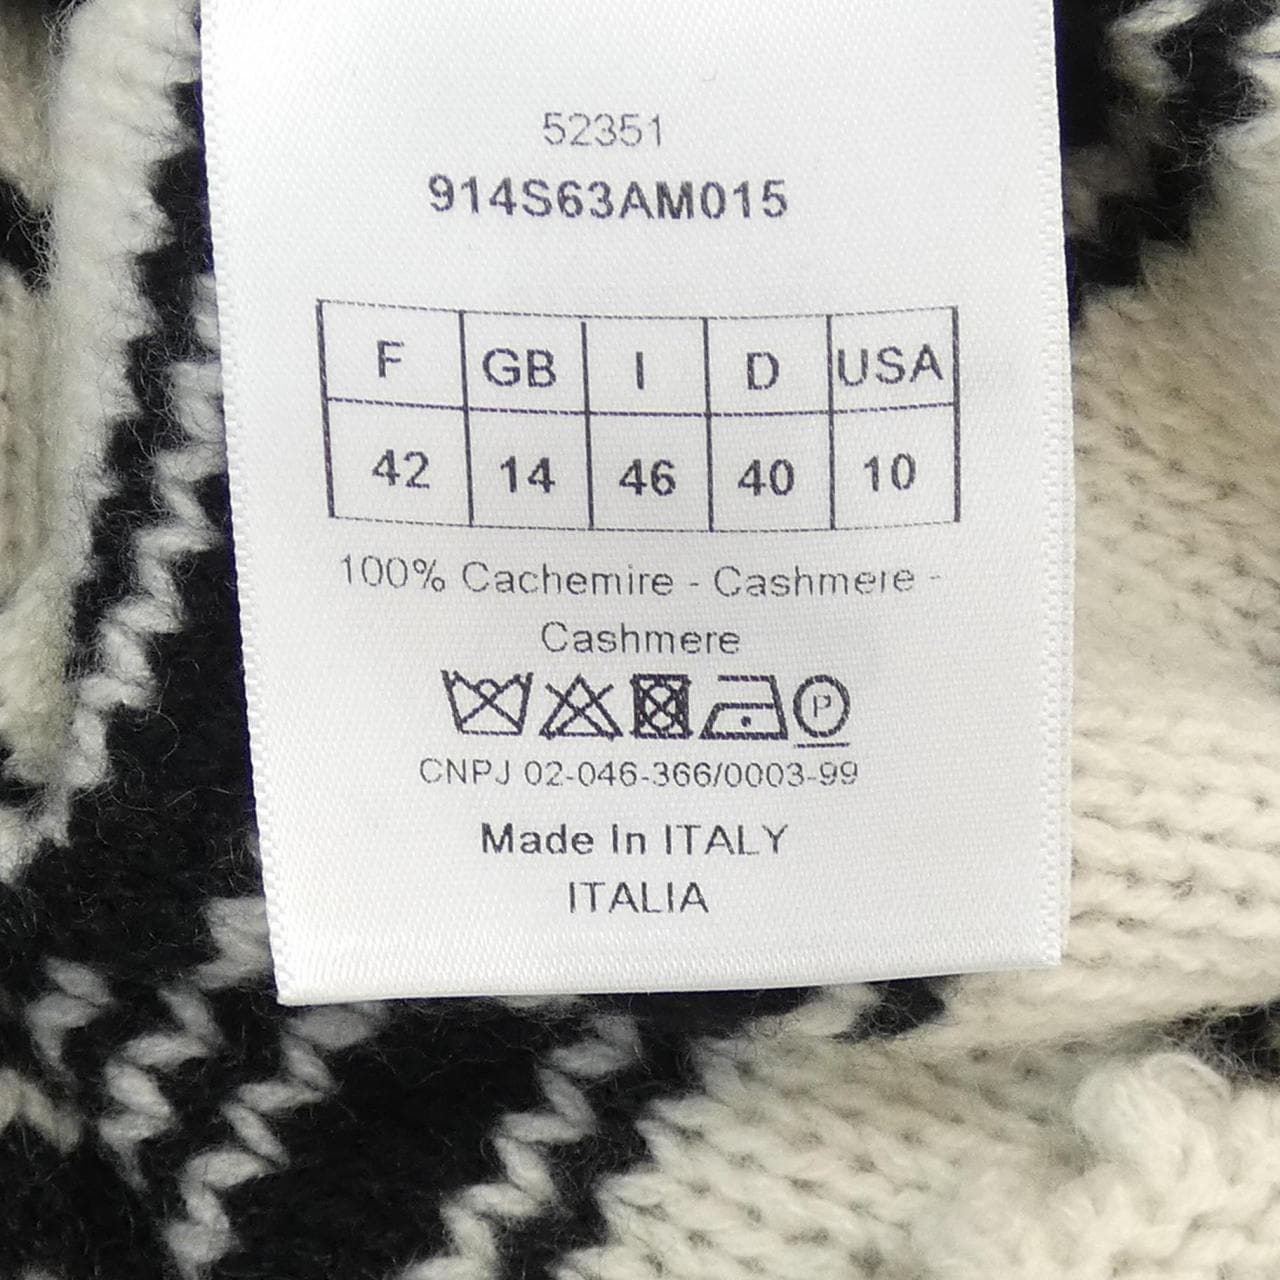 52351
914S63AM015
F GB I D USA
42 14 46 40 10
100% Cachemire - Cashmere -
Cashmere
P
CNPJ 02-046-366/0003-99
Made In ITALY
ITALIA